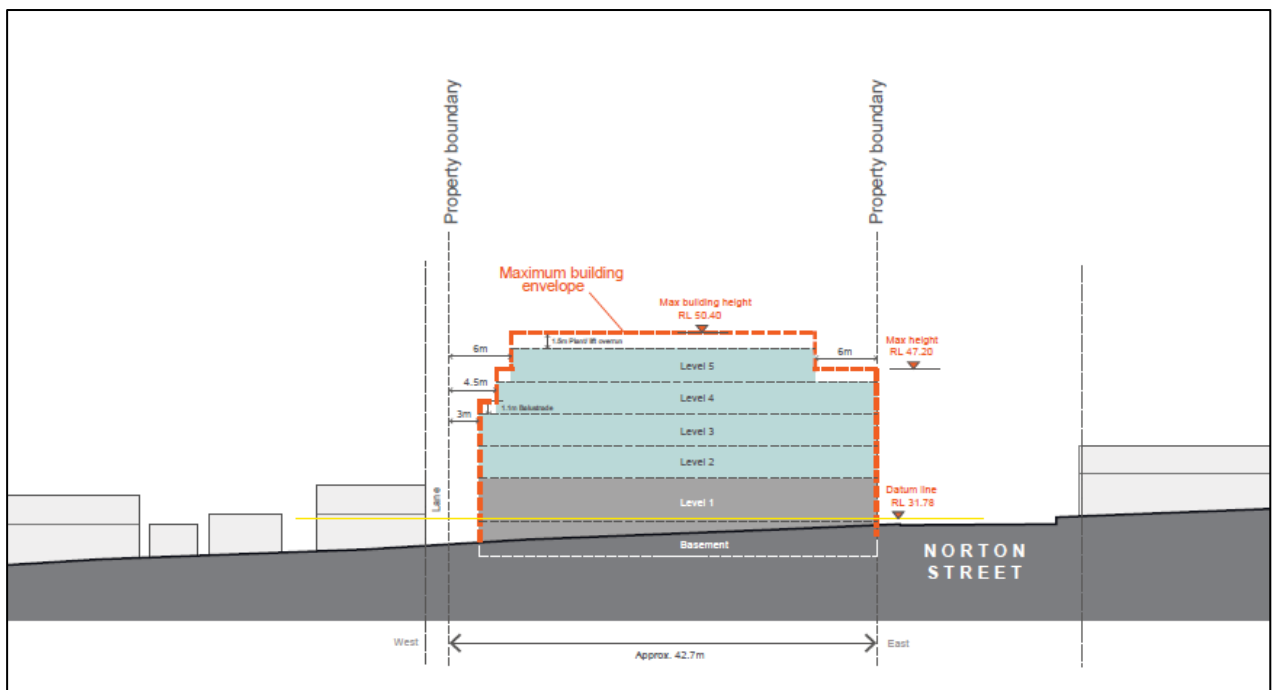 Property boundary
Property boundary
Maximum building
envelope
Max building height
RL 50.40
Max height
RL 47.20
6m
1.5m Plant/ lift overrun
6m
Level 5
4.5m
Level 4
1.1m Balustrade
3m
Level 3
Level 2
Lane
Level 1
Datum line
RL 31.78
Basement
NORTON
STREET
West
East
Approx. 42.7m